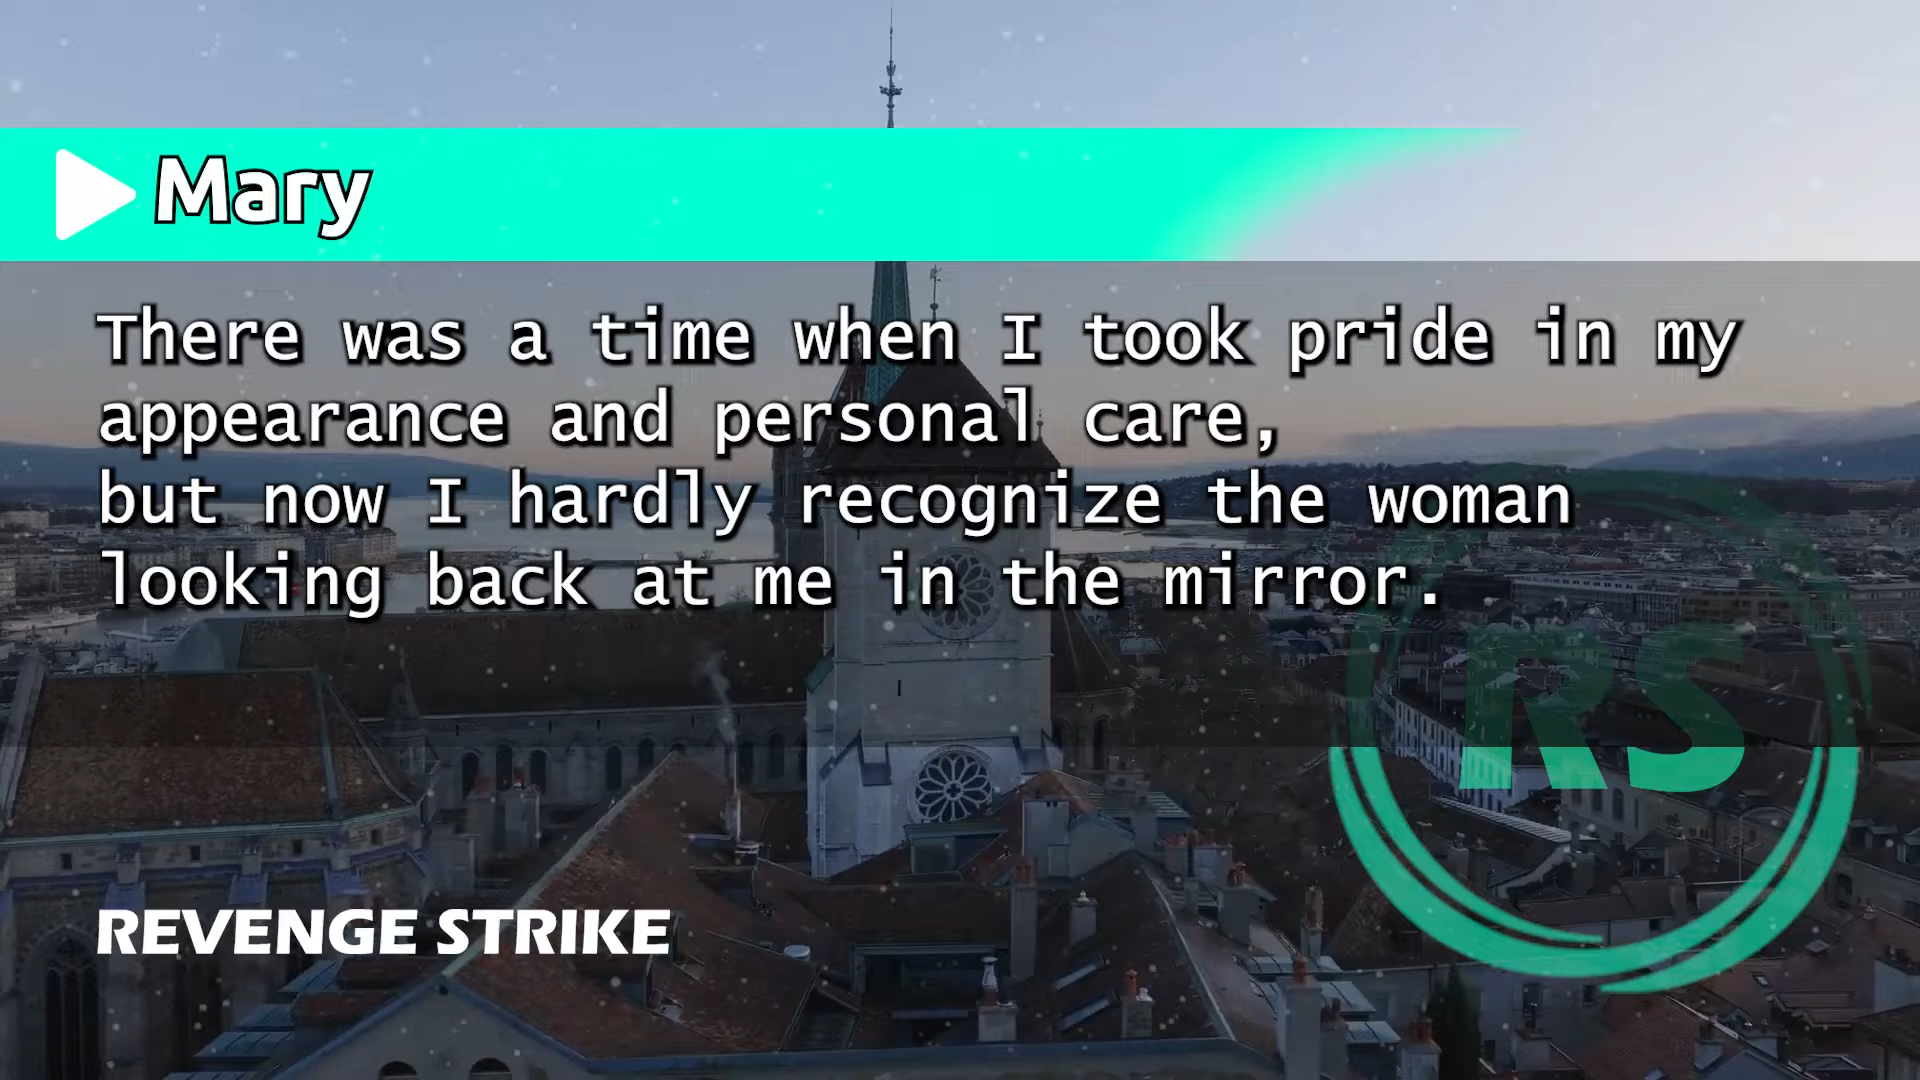 Mary
There was a time when I took pride in my
appearance and personal care,
but now I hardly recognize the woman
looking back at me in the mirror.
RS
REVENGE STRIKE